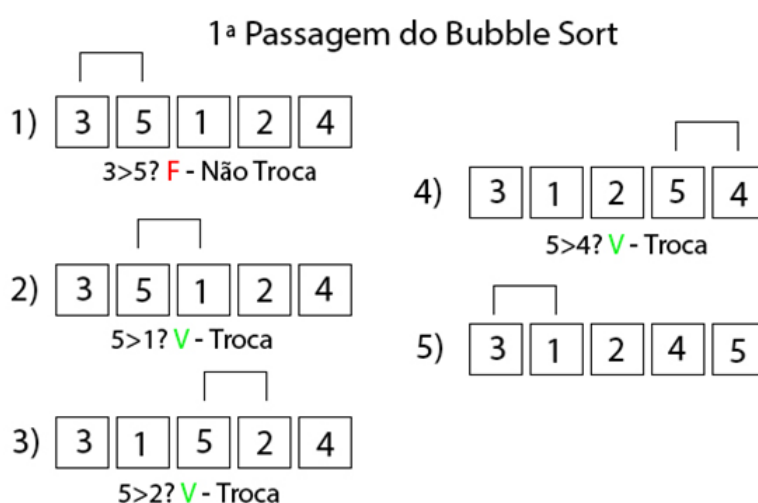 1ª Passagem do Bubble Sort
1) 3 5 1 2 4
3>5? F - Não Troca
2) 3 5 1 2 4
5>1? V - Troca
3) 3 1 5 2 4
5>2? V - Troca
4) 3 1 2 5 4
5>4? V - Troca
5) 3 1 2 4 5